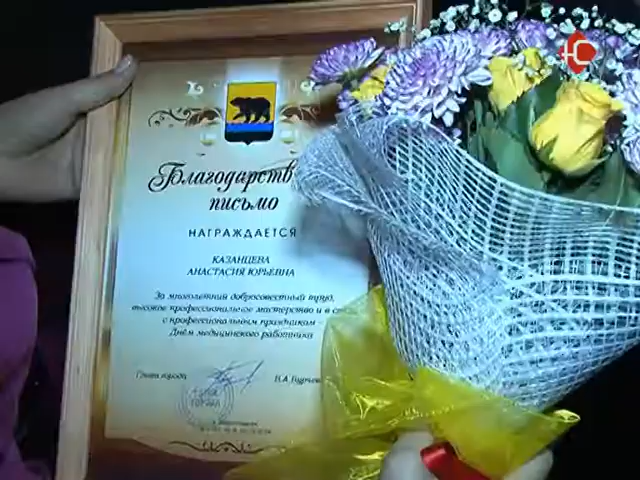 Благодарственное
письмо
НАГРАЖДАЕТСЯ
КАЗАНЦЕВА
АНАСТАСИЯ ЮРЬЕВНА
За многолетний добросовестный труд,
высокое профессиональное мастерство и в с
с профессиональным праздником -
Днём медицинского работника
Глава города